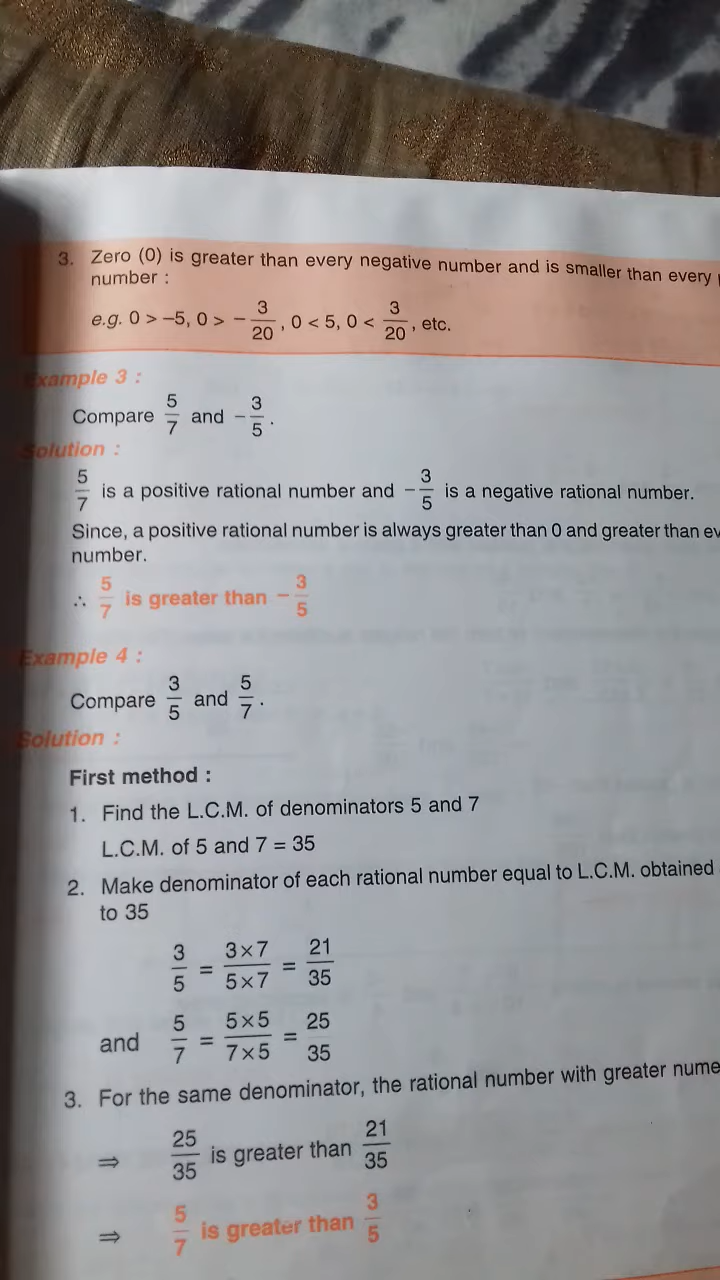 3. Zero (0) is greater than every negative number and is smaller than every
number :
e.g. 0 > –5, 0 > – 3/20, 0 < 5, 0 < 3/20, etc.
Example 3 :
Compare 5/7 and – 3/5.
Solution :
5/7 is a positive rational number and – 3/5 is a negative rational number.
Since, a positive rational number is always greater than 0 and greater than
number.
∴ 5/7 is greater than – 3/5
Example 4 :
Compare 3/5 and 5/7.
Solution :
First method :
1. Find the L.C.M. of denominators 5 and 7
L.C.M. of 5 and 7 = 35
2. Make denominator of each rational number equal to L.C.M. obtained
to 35
3/5 = 3×7/5×7 = 21/35
and 5/7 = 5×5/7×5 = 25/35
3. For the same denominator, the rational number with greater
⇒ 25/35 is greater than 21/35
⇒ 5/7 is greater than 3/5